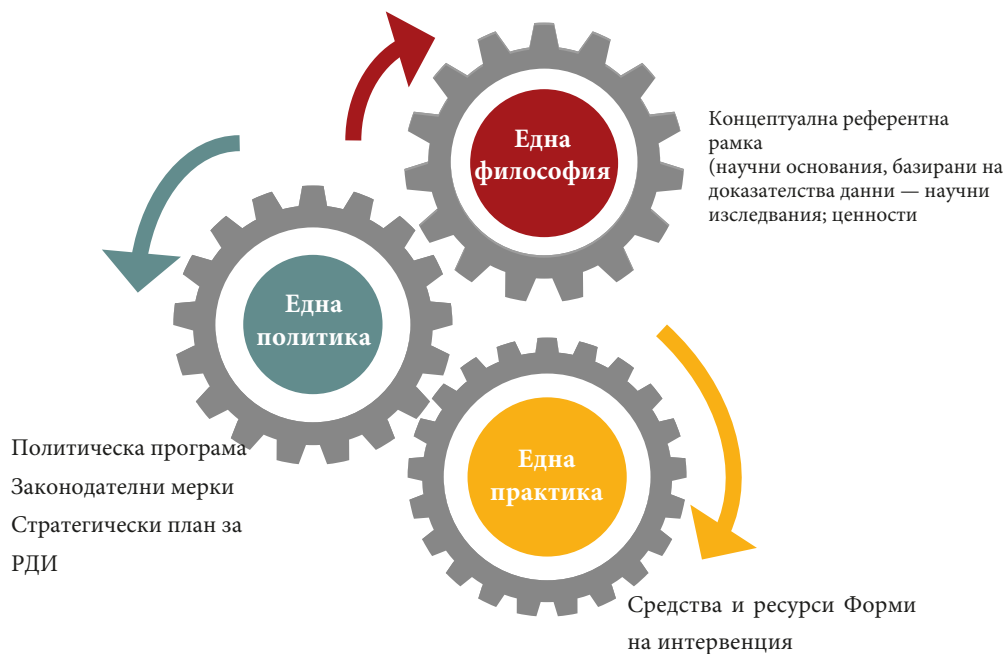 Една
философия
Концептуална референтна
рамка
(научни основания, базирани на
доказателства данни — научни
изследвания; ценности
Една
политика
Политическа програма
Законодателни мерки
Стратегически план за
РДИ
Една
практика
Средства и ресурси Форми
на интервенция